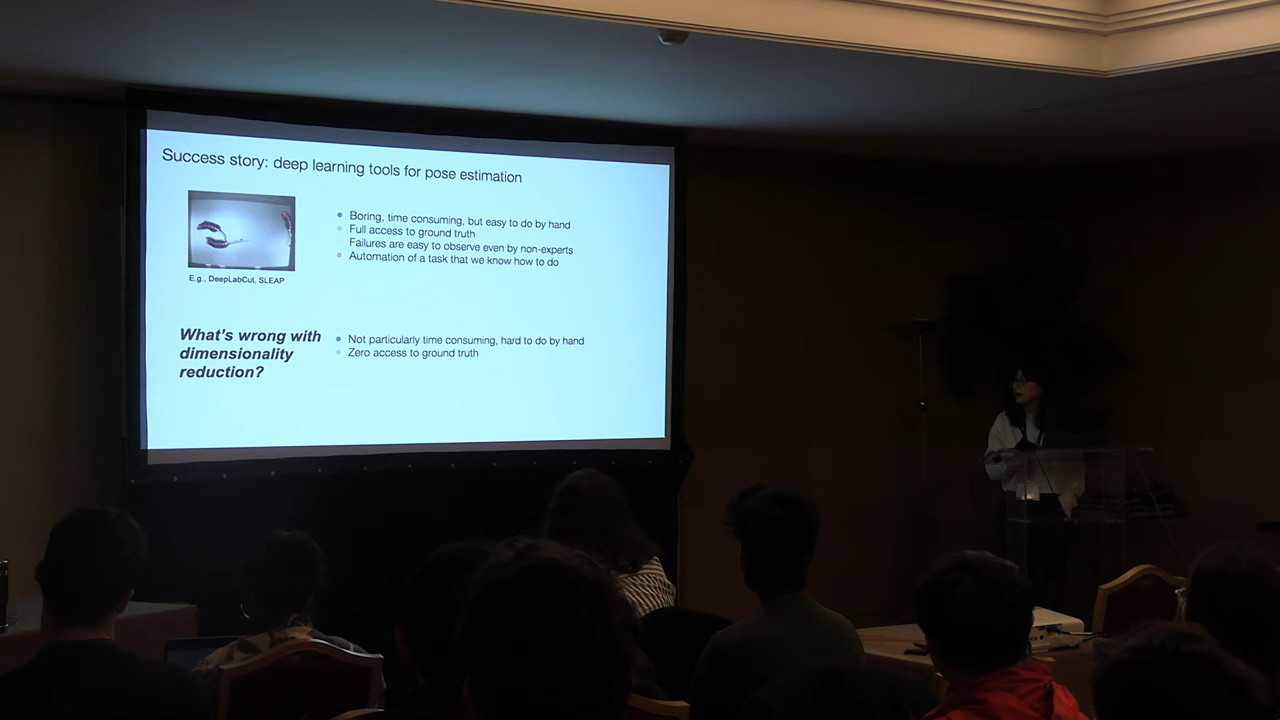 Success story: deep learning tools for pose estimation
Boring, time consuming, but easy to do by hand
Full access to ground truth
Failures are easy to observe even by non-experts
Automation of a task that we know how to do
E.g., DeepLabCut, SLEAP
What's wrong with
dimensionality
reduction?
Not particularly time consuming, hard to do by hand
Zero access to ground truth